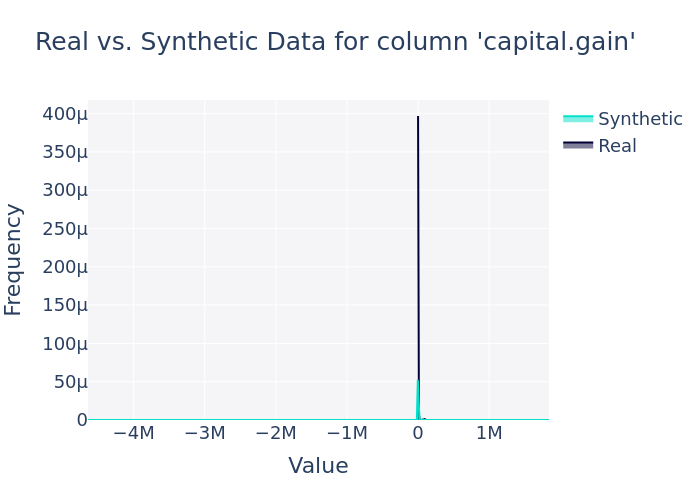 Real vs. Synthetic Data for column 'capital.gain'
Synthetic
Real
Frequency
400μ
350μ
300μ
250μ
200μ
150μ
100μ
50μ
0
−4M −3M −2M −1M 0 1M
Value